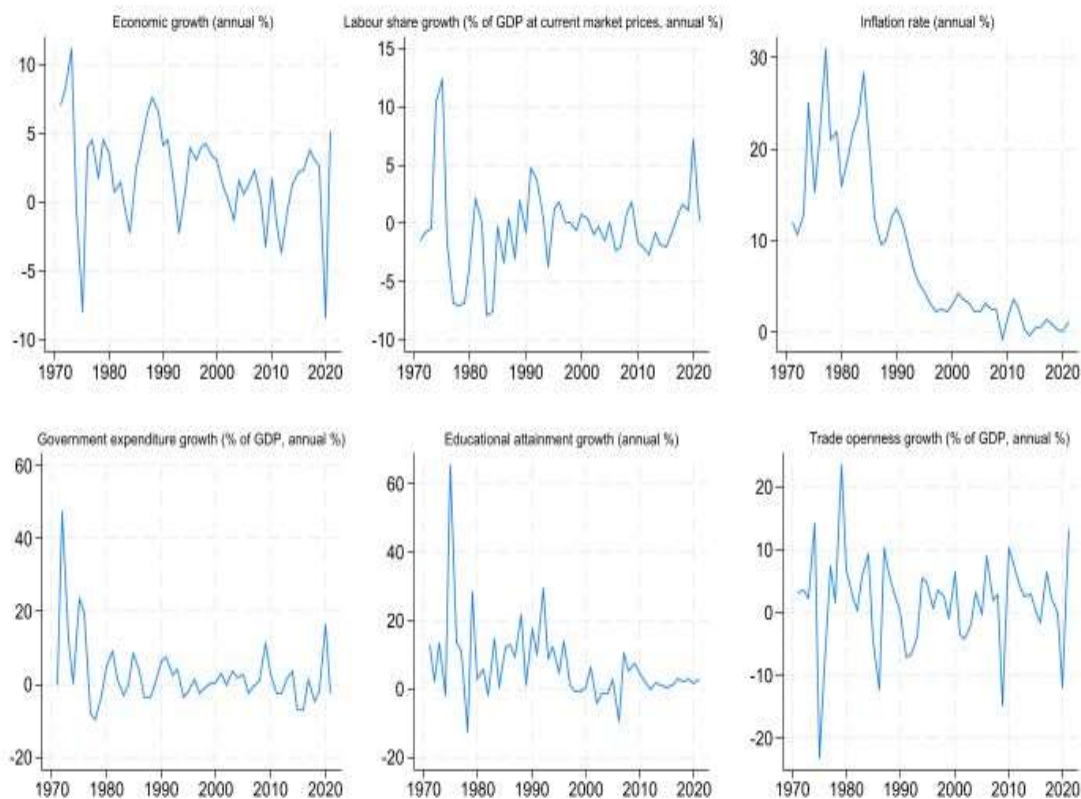 Economic growth (annual %)
Labour share growth (% of GDP at current market prices, annual %)
Inflation rate (annual %)
10
5
0
-5
-10
1970 1980 1990 2000 2010 2020
15
10
5
0
-5
-10
1970 1980 1990 2000 2010 2020
30
20
10
0
1970 1980 1990 2000 2010 2020
Government expenditure growth (% of GDP, annual %)
Educational attainment growth (annual %)
Trade openness growth (% of GDP, annual %)
60
40
20
0
-20
1970 1980 1990 2000 2010 2020
60
40
20
0
-20
1970 1980 1990 2000 2010 2020
20
10
0
-10
-20
1970 1980 1990 2000 2010 2020